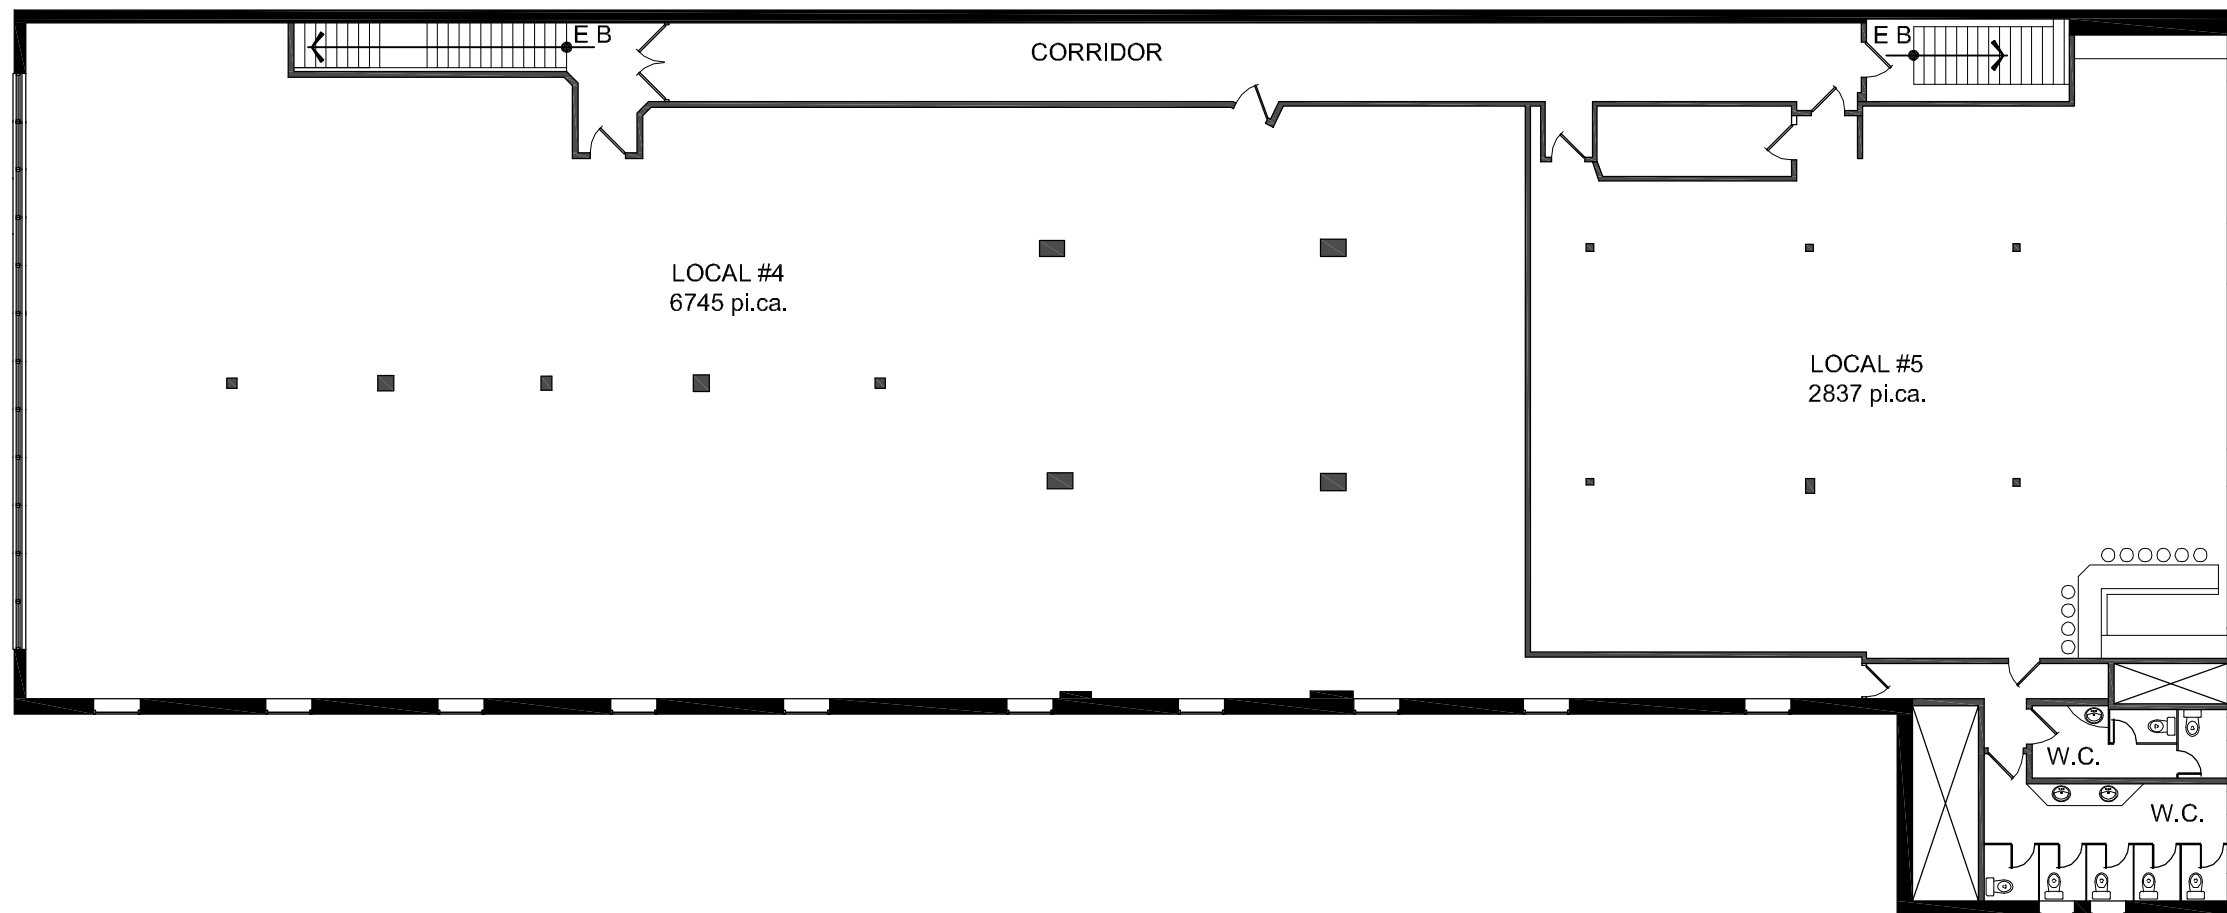 E B
CORRIDOR
E B
LOCAL #4
6745 pi.ca.
LOCAL #5
2837 pi.ca.
W.C.
W.C.